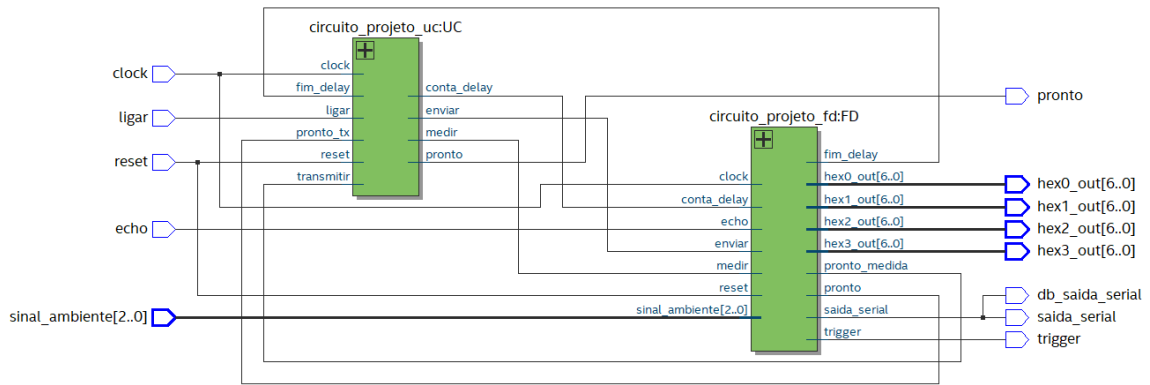 circuito_projeto_uc:UC
clock
fim_delay
ligar
pronto_tx
reset
transmitir
conta_delay
enviar
medir
pronto
clock
ligar
reset
echo
sinal_ambiente[2..0]
circuito_projeto_fd:FD
clock
conta_delay
echo
enviar
medir
reset
sinal_ambiente[2..0]
fim_delay
hex0_out[6..0]
hex1_out[6..0]
hex2_out[6..0]
hex3_out[6..0]
pronto_medida
pronto
saida_serial
trigger
pronto
hex0_out[6..0]
hex1_out[6..0]
hex2_out[6..0]
hex3_out[6..0]
db_saida_serial
saida_serial
trigger